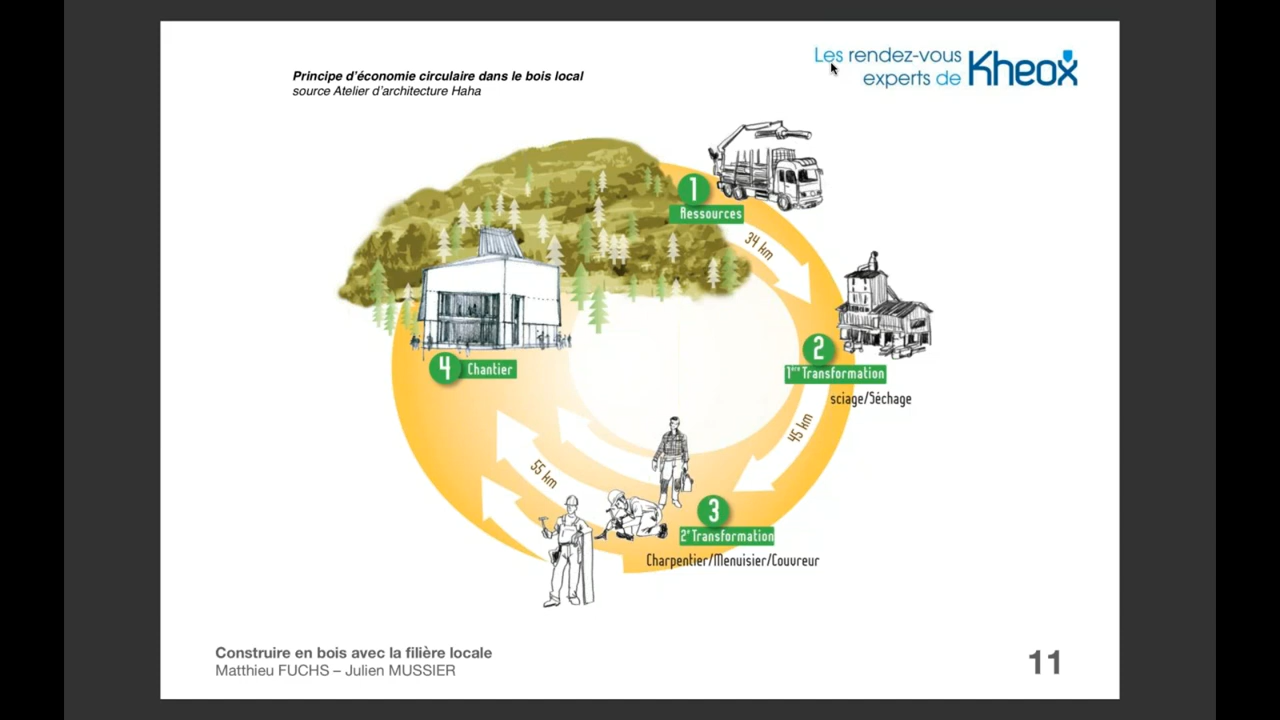 Principe d'économie circulaire dans le bois local
source Atelier d'architecture Haha
Les rendez-vous
experts de Kheox
1
Ressources
34 km
2
1ère Transformation
sciage/Séchage
45 km
4
Chantier
55 km
3
2e Transformation
Charpentier/Menuisier/Couvreur
Construire en bois avec la filière locale
Matthieu FUCHS – Julien MUSSIER
11